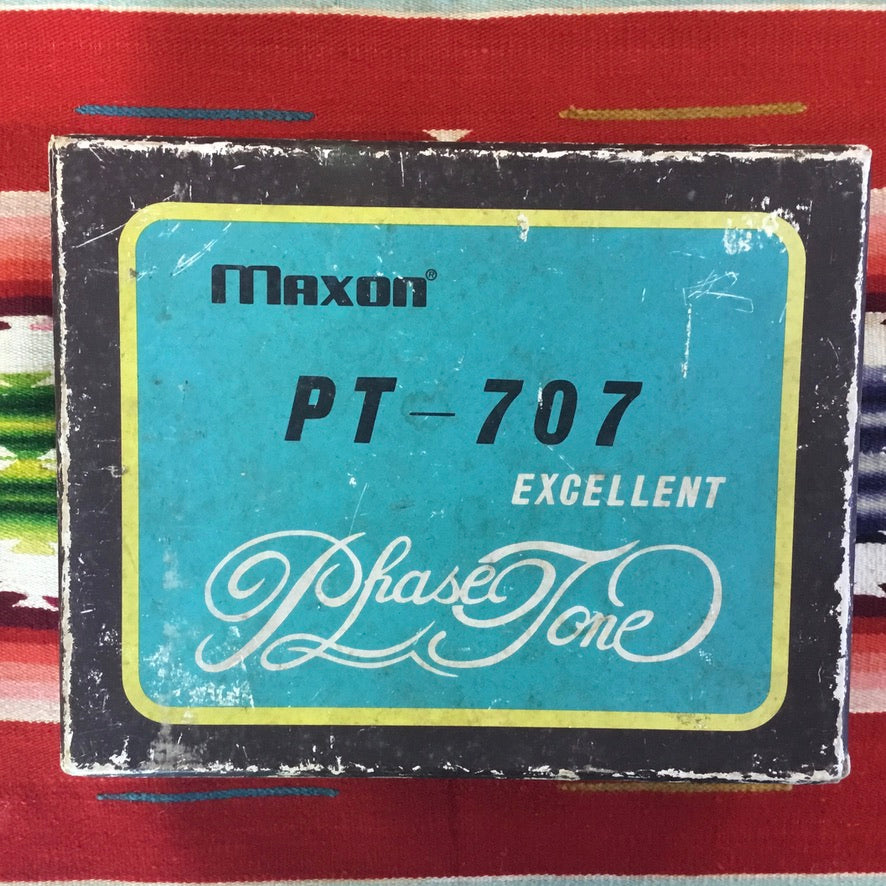 MAXON®
PT-707
EXCELLENT
Phase Tone